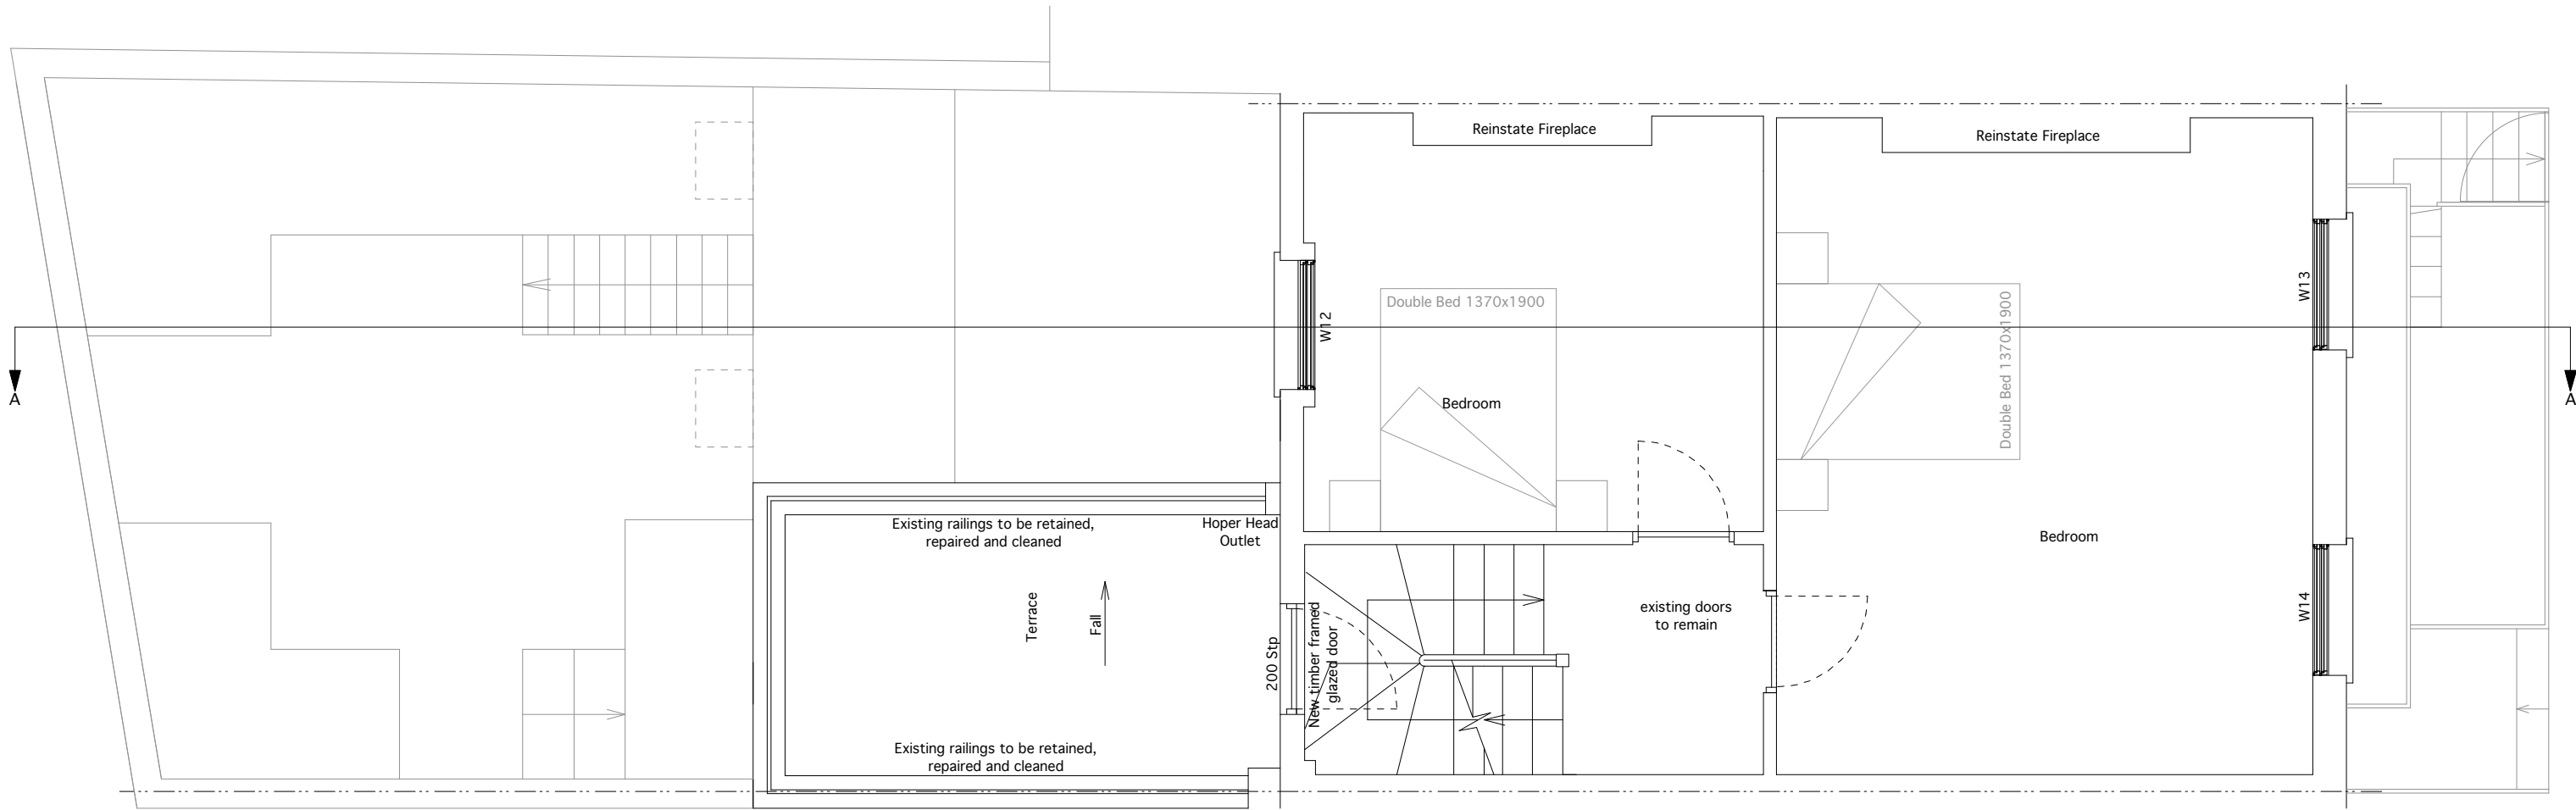 Reinstate Fireplace
Reinstate Fireplace
Double Bed 1370x1900
Double Bed 1370x1900
W12
W13
A
A
Bedroom
Bedroom
Existing railings to be retained,
repaired and cleaned
Hoper Head
Outlet
Terrace
Fall
200 Stp
New timber framed
glazed door
existing doors
to remain
W14
Existing railings to be retained,
repaired and cleaned